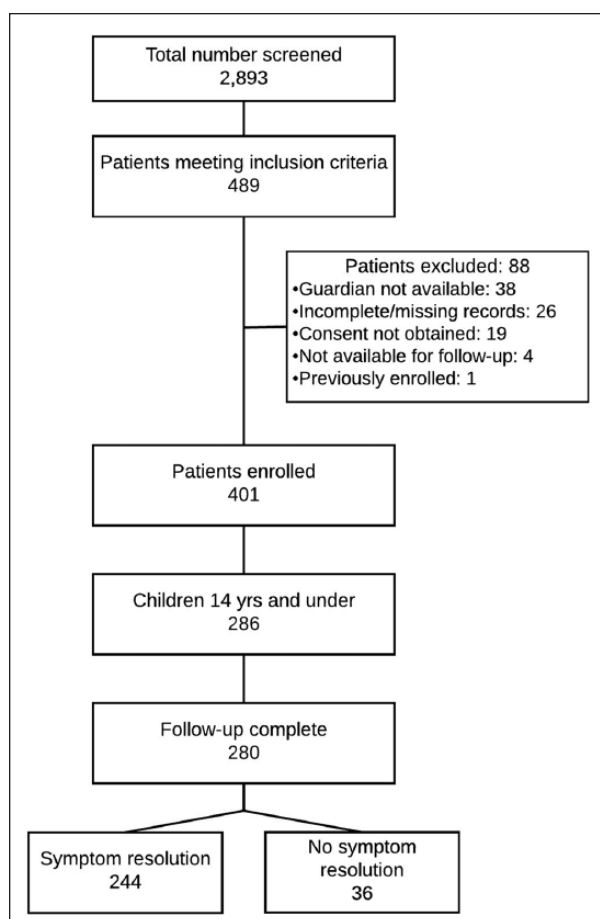 Total number screened
2,893
Patients meeting inclusion criteria
489
Patients excluded: 88
•Guardian not available: 38
•Incomplete/missing records: 26
•Consent not obtained: 19
•Not available for follow-up: 4
•Previously enrolled: 1
Patients enrolled
401
Children 14 yrs and under
286
Follow-up complete
280
Symptom resolution
244
No symptom
resolution
36